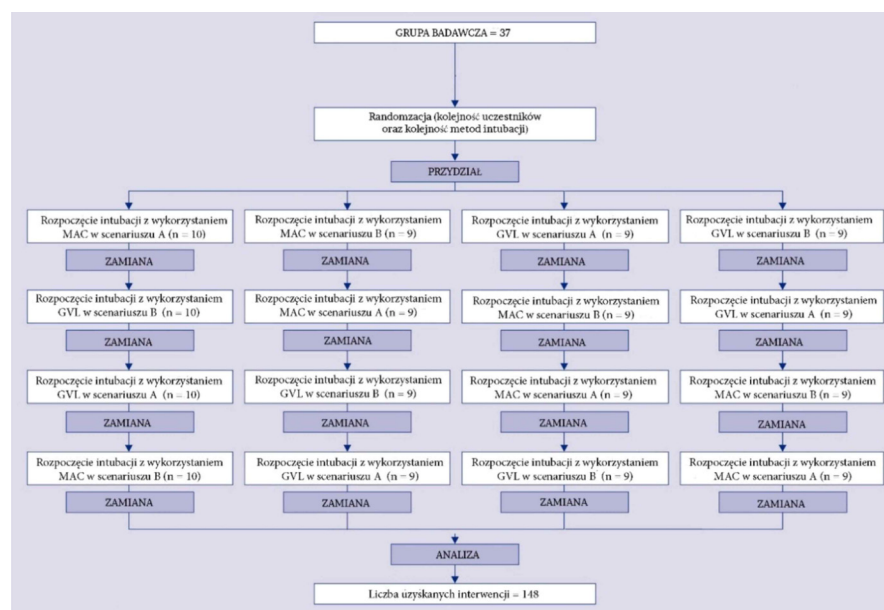 GRUPA BADAWCZA = 37
Randomzacja (kolejność uczestników
oraz kolejność metod intubacji)
PRZYDZIAŁ
Rozpoczęcie intubacji z wykorzystaniem
MAC w scenariuszu A (n = 10)
Rozpoczęcie intubacji z wykorzystaniem
MAC w scenariuszu B (n = 9)
Rozpoczęcie intubacji z wykorzystaniem
GVL w scenariuszu A (n = 9)
Rozpoczęcie intubacji z wykorzystaniem
GVL w scenariuszu B (n = 9)
ZAMIANA
ZAMIANA
ZAMIANA
ZAMIANA
Rozpoczęcie intubacji z wykorzystaniem
GVL w scenariuszu B (n = 10)
Rozpoczęcie intubacji z wykorzystaniem
MAC w scenariuszu A (n = 9)
Rozpoczęcie intubacji z wykorzystaniem
MAC w scenariuszu B (n = 9)
Rozpoczęcie intubacji z wykorzystaniem
GVL w scenariuszu A (n = 9)
ZAMIANA
ZAMIANA
ZAMIANA
ZAMIANA
Rozpoczęcie intubacji z wykorzystaniem
GVL w scenariuszu A (n = 10)
Rozpoczęcie intubacji z wykorzystaniem
GVL w scenariuszu B (n = 9)
Rozpoczęcie intubacji z wykorzystaniem
MAC w scenariuszu A (n = 9)
Rozpoczęcie intubacji z wykorzystaniem
MAC w scenariuszu B (n = 9)
ZAMIANA
ZAMIANA
ZAMIANA
ZAMIANA
Rozpoczęcie intubacji z wykorzystaniem
MAC w scenariuszu B (n = 10)
Rozpoczęcie intubacji z wykorzystaniem
GVL w scenariuszu A (n = 9)
Rozpoczęcie intubacji z wykorzystaniem
GVL w scenariuszu B (n = 9)
Rozpoczęcie intubacji z wykorzystaniem
MAC w scenariuszu A (n = 9)
ZAMIANA
ZAMIANA
ZAMIANA
ZAMIANA
ANALIZA
Liczba uzyskanych interwencji = 148